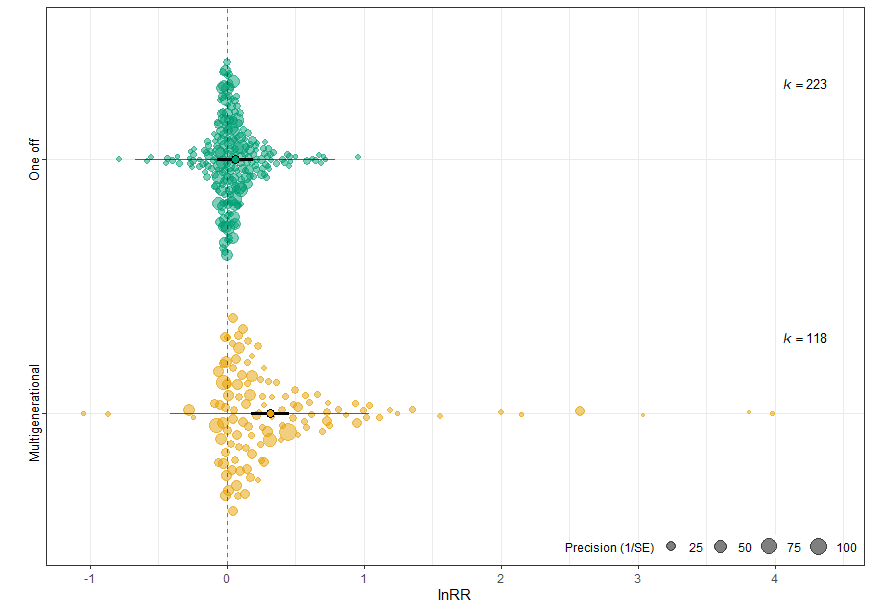 k = 223
One off
k = 118
Multigenerational
Precision (1/SE) 25 50 75 100
-1 0 1 2 3 4
lnRR